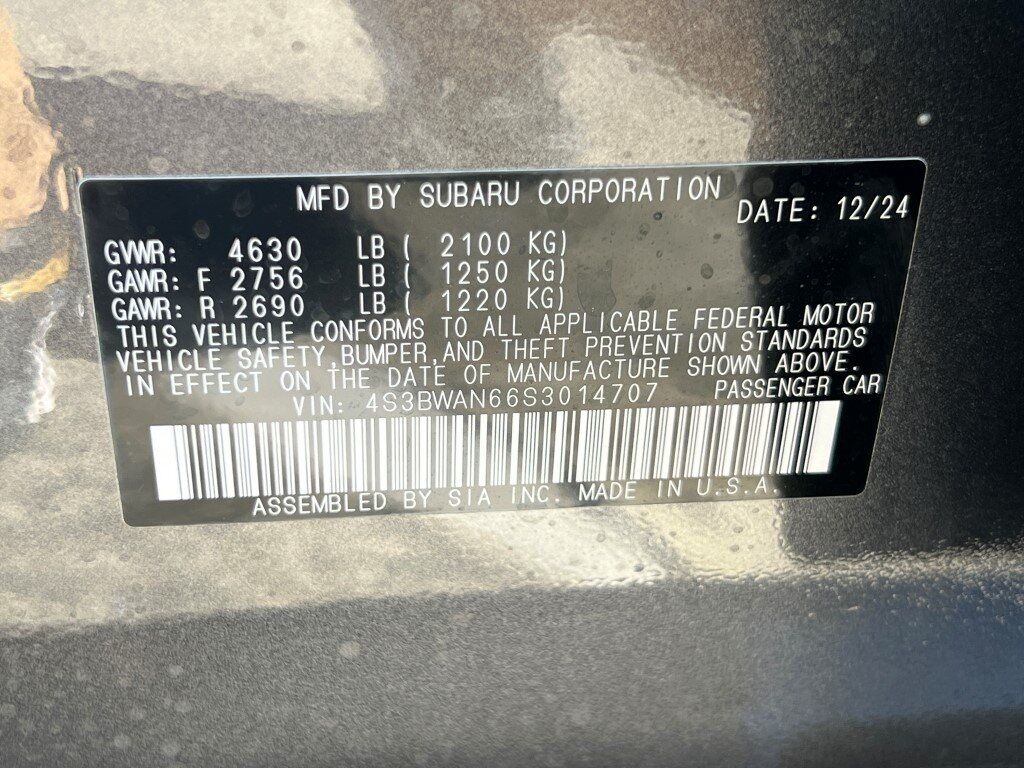 MFD BY SUBARU CORPORATION
DATE: 12/24
GVWR: 4630 LB ( 2100 KG)
GAWR: F 2756 LB ( 1250 KG)
GAWR: R 2690 LB ( 1220 KG)
THIS VEHICLE CONFORMS TO ALL APPLICABLE FEDERAL MOTOR
VEHICLE SAFETY, BUMPER, AND THEFT PREVENTION STANDARDS
IN EFFECT ON THE DATE OF MANUFACTURE SHOWN ABOVE.
VIN: 4S3BWAN66S3014707 PASSENGER CAR
ASSEMBLED BY SIA INC. MADE IN U.S.A.